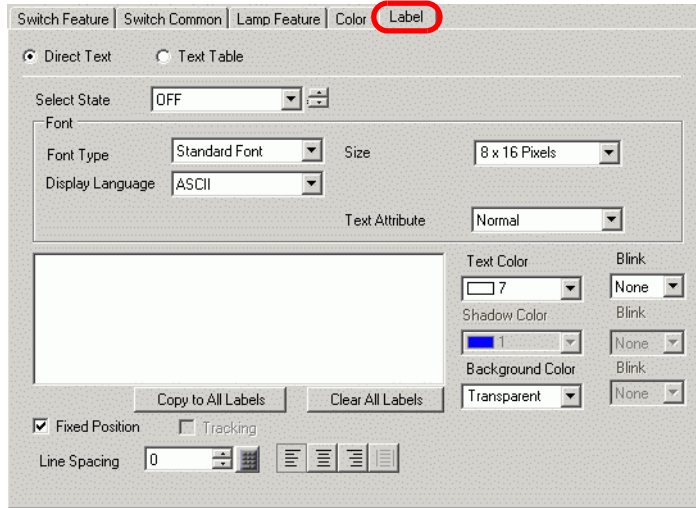 Switch Feature Switch Common Lamp Feature Color Label
Direct Text Text Table
Select State OFF
Font
Font Type Standard Font Size 8 x 16 Pixels
Display Language ASCII
Text Attribute Normal
Text Color Blink
7 None
Shadow Color Blink
1 None
Background Color Blink
Transparent None
Copy to All Labels Clear All Labels
Fixed Position Tracking
Line Spacing 0